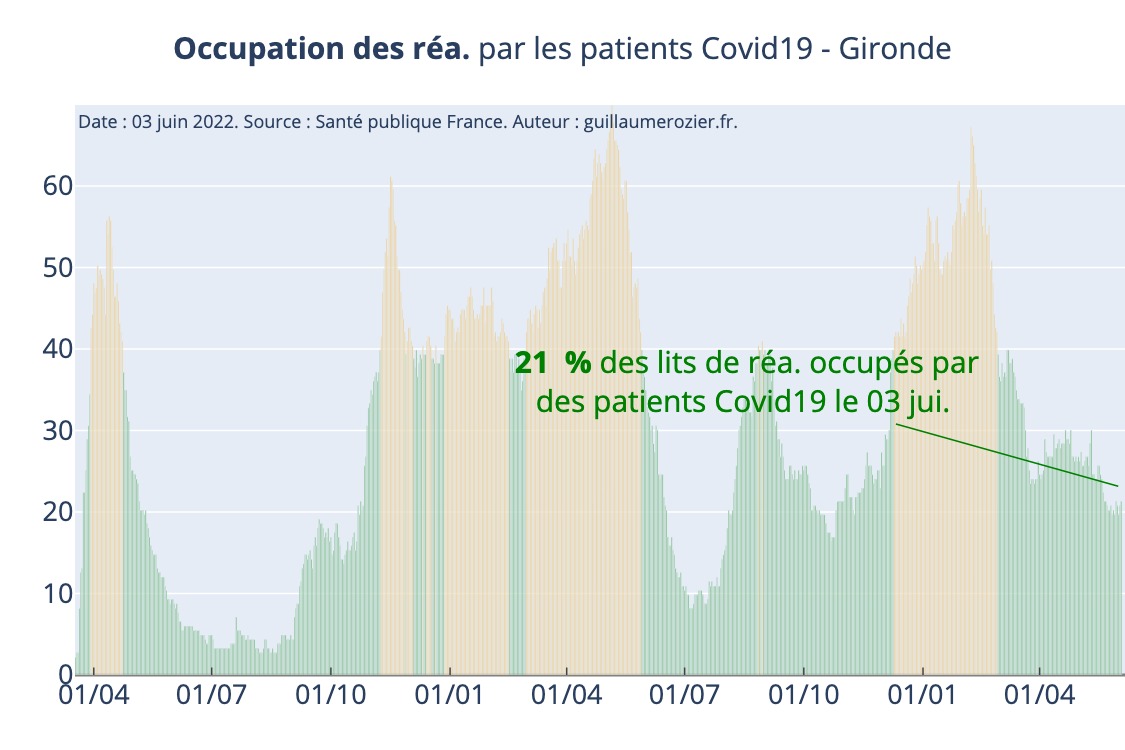 Occupation des réa. par les patients Covid19 - Gironde
Date : 03 juin 2022. Source : Santé publique France. Auteur : guillaumerozier.fr.
60
50
40
21 % des lits de réa. occupés par
des patients Covid19 le 03 jui.
30
20
10
0
01/04 01/07 01/10 01/01 01/04 01/07 01/10 01/01 01/04